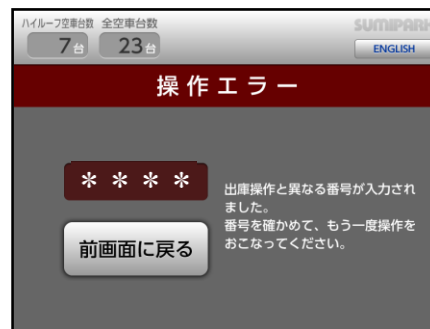 ハイルーフ空車台数 全空車台数
7台 23台
SUMIPARK
ENGLISH
操作エラー
＊＊＊＊
出庫操作と異なる番号が入力され
ました。
番号を確かめて、もう一度操作を
おこなってください。
前画面に戻る